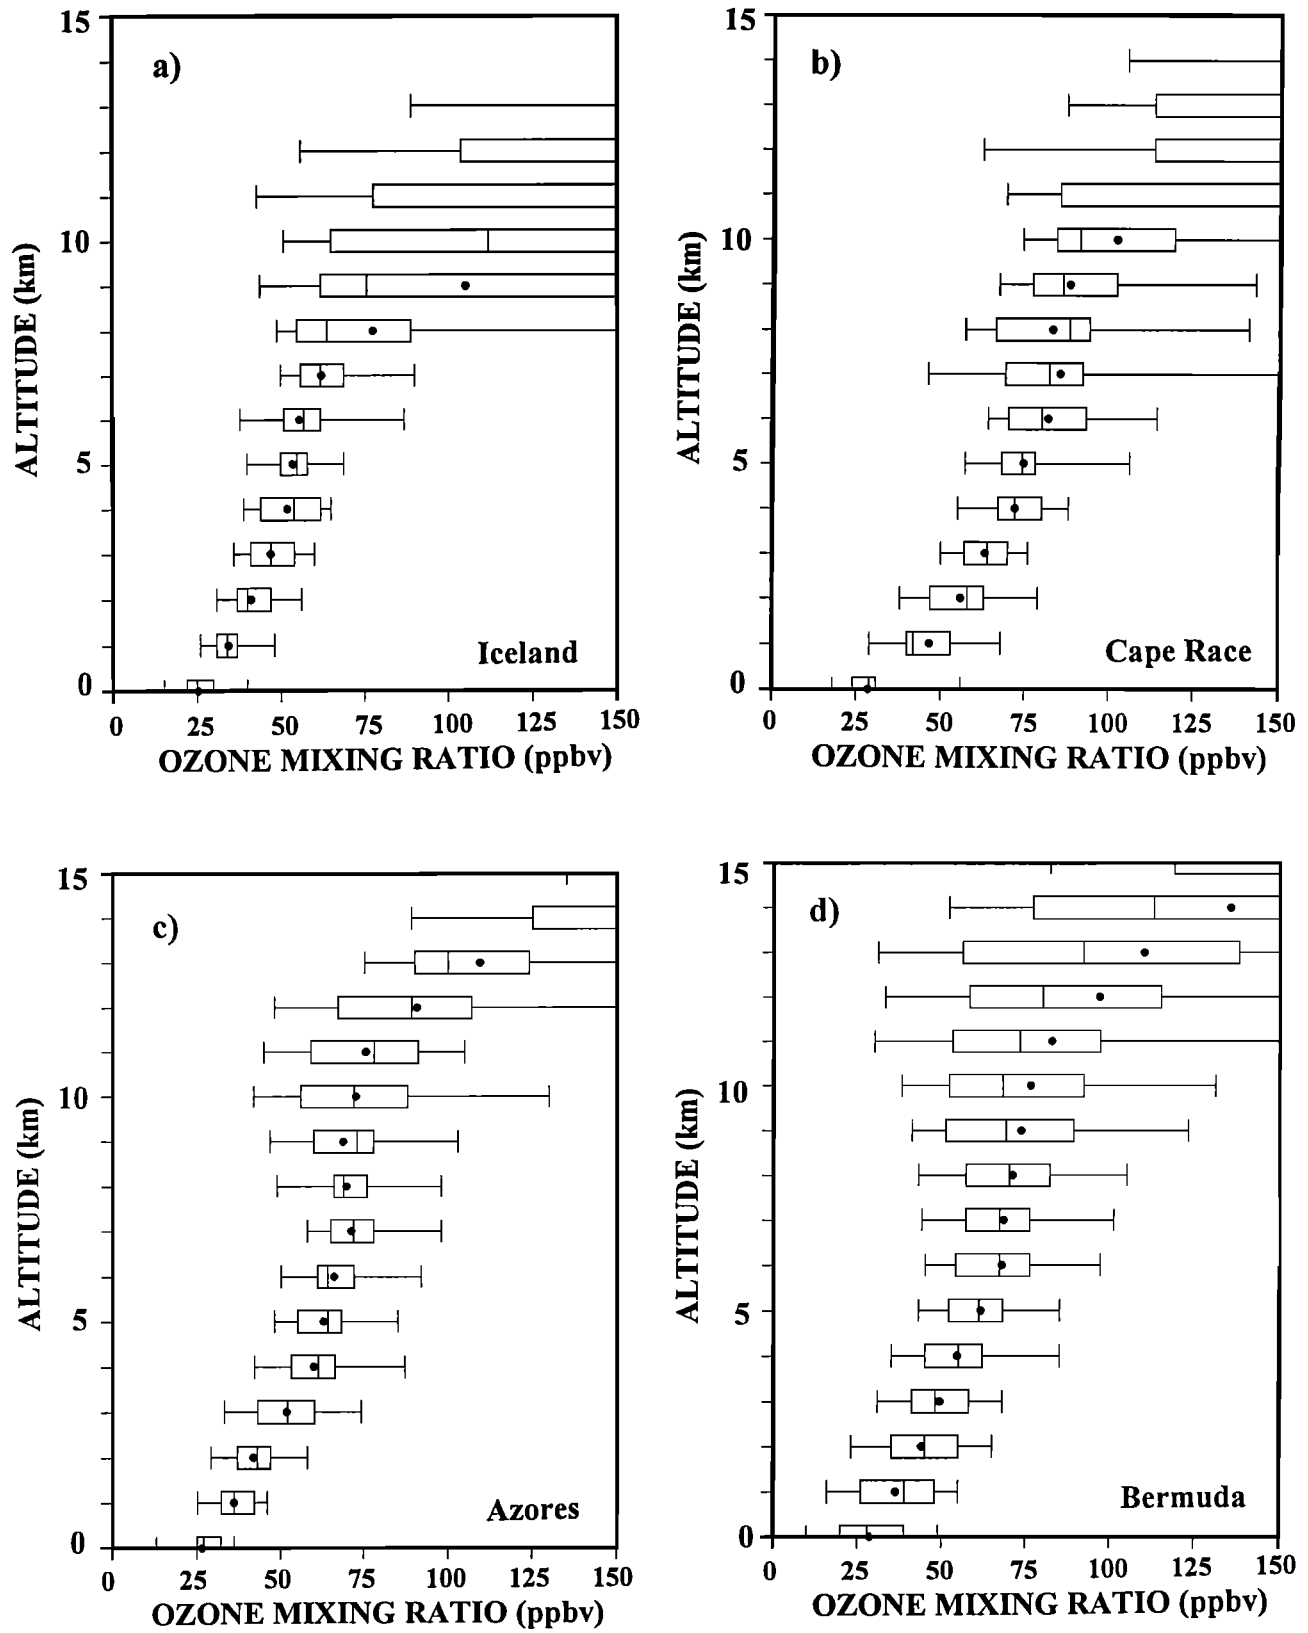 15
a)
10
5
0
ALTITUDE (km)
Iceland
0 25 50 75 100 125 150
OZONE MIXING RATIO (ppbv)
15
b)
10
5
0
ALTITUDE (km)
Cape Race
0 25 50 75 100 125 150
OZONE MIXING RATIO (ppbv)
15
c)
10
5
0
ALTITUDE (km)
Azores
0 25 50 75 100 125 150
OZONE MIXING RATIO (ppbv)
15
d)
10
5
0
ALTITUDE (km)
Bermuda
0 25 50 75 100 125 150
OZONE MIXING RATIO (ppbv)